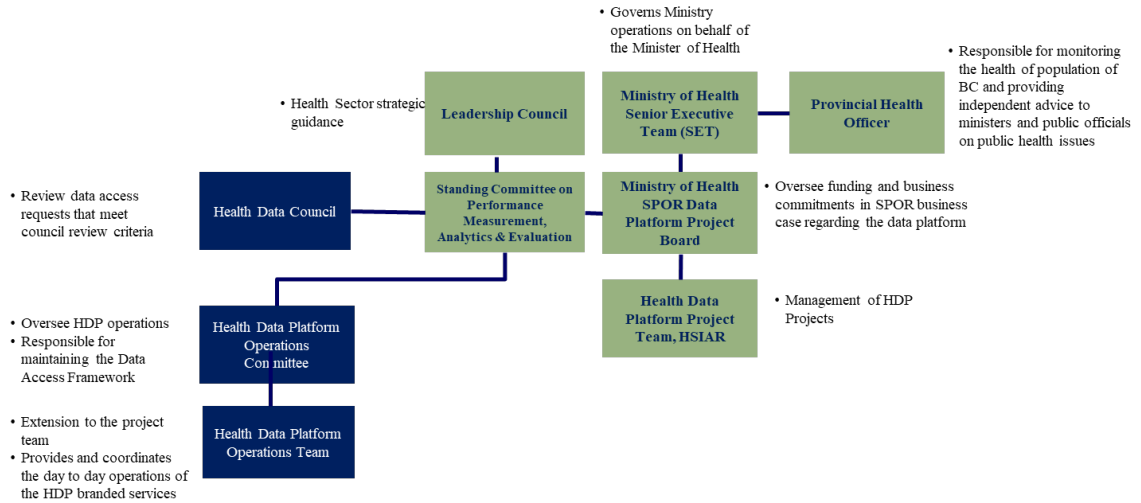 • Governs Ministry
operations on behalf of
the Minister of Health
• Responsible for monitoring
the health of population of
BC and providing
independent advice to
ministers and public officials
on public health issues
• Health Sector strategic
guidance
Leadership Council
Ministry of Health
Senior Executive
Team (SET)
Provincial Health
Officer
• Review data access
requests that meet
council review criteria
Health Data Council
Standing Committee on
Performance
Measurement,
Analytics & Evaluation
Ministry of Health
SPOR Data
Platform Project
Board
• Oversee funding and business
commitments in SPOR business
case regarding the data platform
• Oversee HDP operations
• Responsible for
maintaining the Data
Access Framework
Health Data Platform
Operations
Committee
Health Data
Platform Project
Team, HSIAR
• Management of HDP
Projects
• Extension to the project
team
• Provides and coordinates
the day to day operations of
the HDP branded services
Health Data Platform
Operations Team